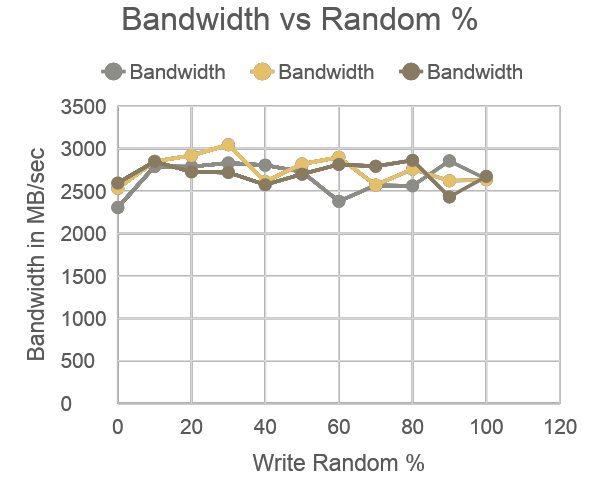 Bandwidth vs Random %
Bandwidth Bandwidth Bandwidth
3500
3000
2500
2000
1500
1000
500
0
Bandwidth in MB/sec
0 20 40 60 80 100 120
Write Random %